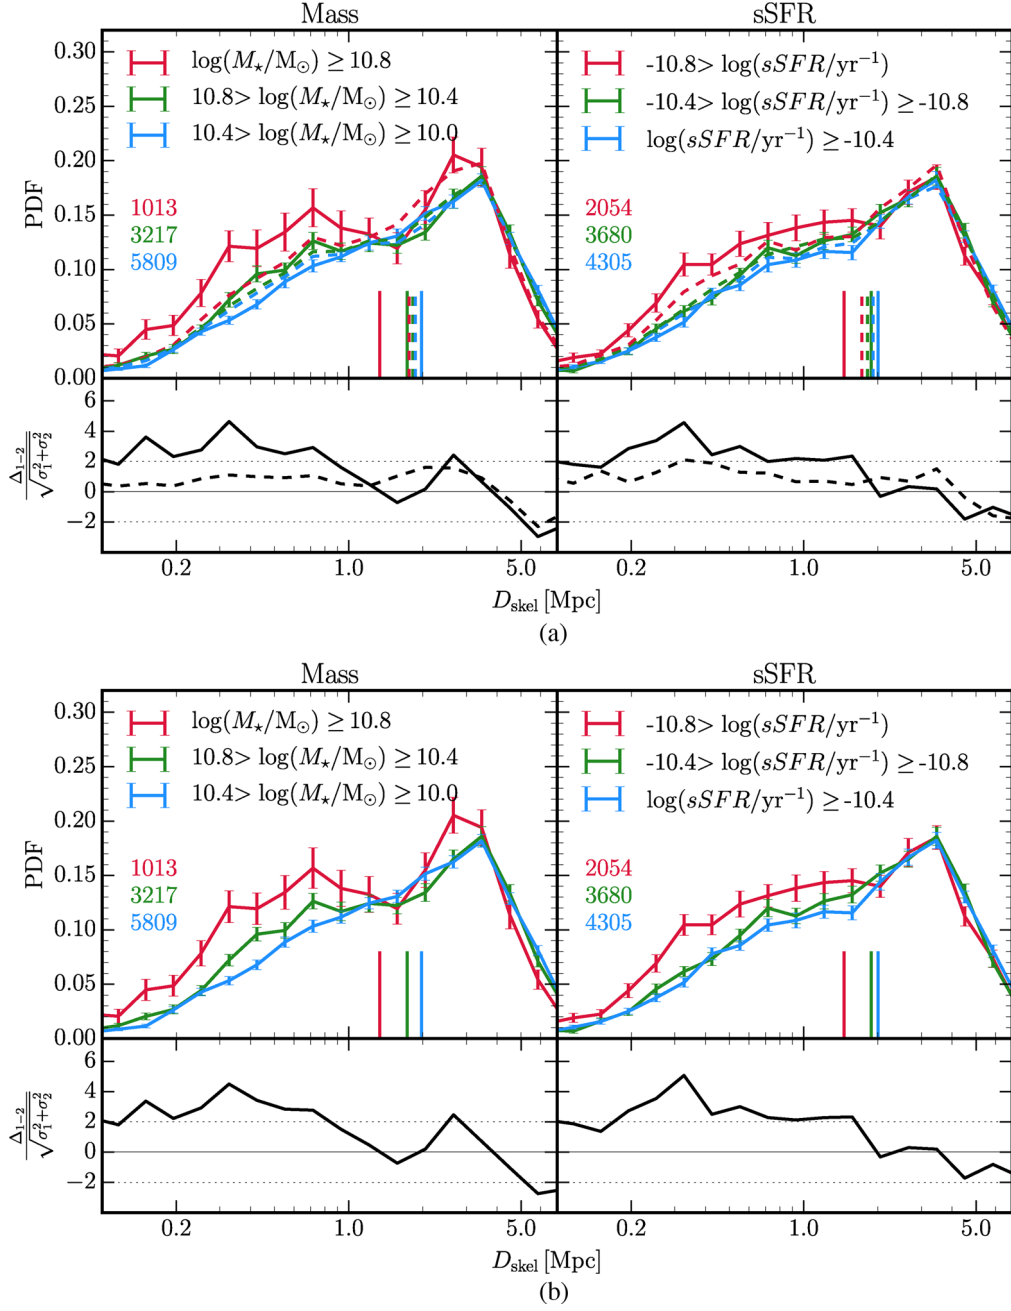 Mass sSFR
0.30
0.25
0.20
0.15
0.10
0.05
0.00
PDF
log(M⋆/M⊙) ≥ 10.8
10.8> log(M⋆/M⊙) ≥ 10.4
10.4> log(M⋆/M⊙) ≥ 10.0
1013
3217
5809
-10.8> log(sSFR/yr⁻¹)
-10.4> log(sSFR/yr⁻¹) ≥ -10.8
log(sSFR/yr⁻¹) ≥ -10.4
2054
3680
4305
6
4
2
0
−2
Δ₁₋₂/√(σ₁²+σ₂²)
0.2 1.0 5.0 0.2 1.0 5.0
D_skel [Mpc]
(a)
Mass sSFR
0.30
0.25
0.20
0.15
0.10
0.05
0.00
PDF
log(M⋆/M⊙) ≥ 10.8
10.8> log(M⋆/M⊙) ≥ 10.4
10.4> log(M⋆/M⊙) ≥ 10.0
1013
3217
5809
-10.8> log(sSFR/yr⁻¹)
-10.4> log(sSFR/yr⁻¹) ≥ -10.8
log(sSFR/yr⁻¹) ≥ -10.4
2054
3680
4305
6
4
2
0
−2
Δ₁₋₂/√(σ₁²+σ₂²)
0.2 1.0 5.0 0.2 1.0 5.0
D_skel [Mpc]
(b)